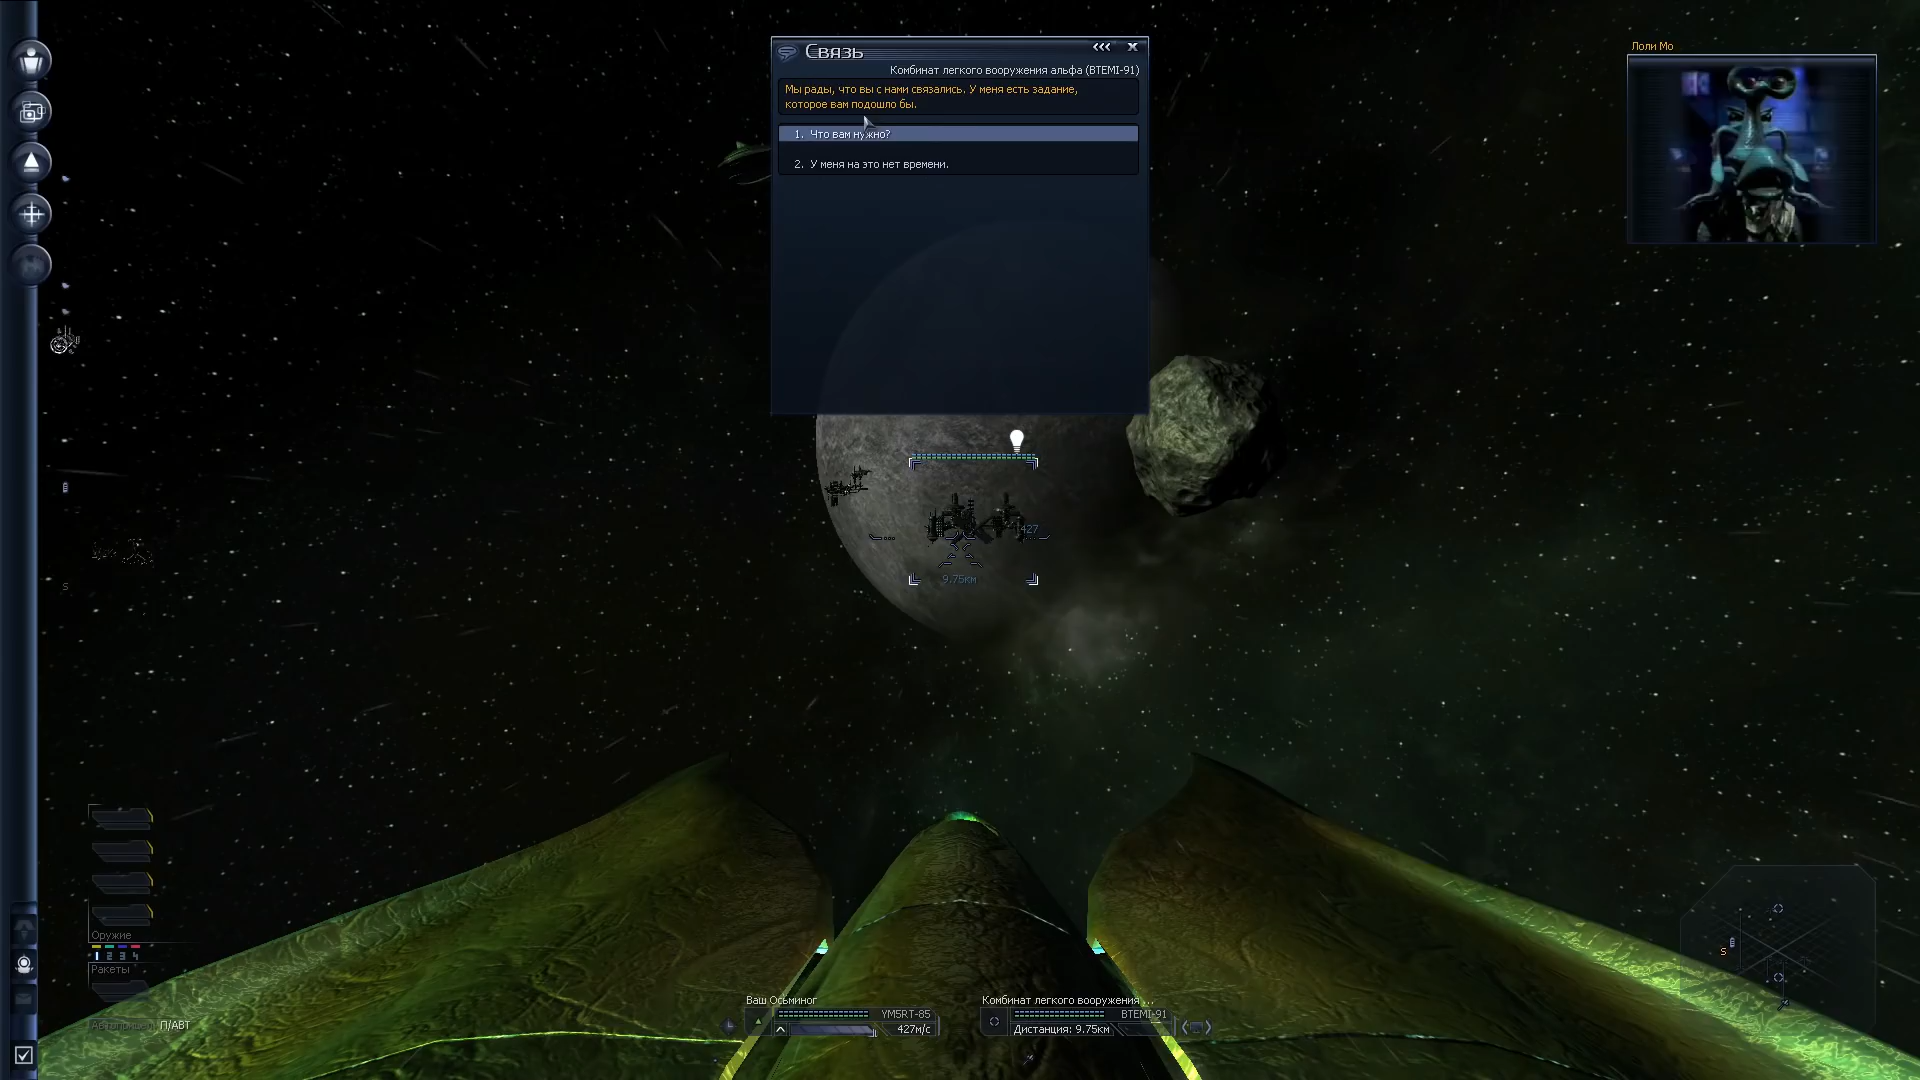 Связь
Комбинат легкого вооружения альфа (BTEMI-91)
Мы рады, что вы с нами связались. У меня есть задание,
которое вам подошло бы.
1. Что вам нужно?
2. У меня на это нет времени.
Лоли Мо
427
9.75км
S
Оружие
1 2 3 4
Ракеты
Автоприцел П/АВТ
Ваш Осьминог
YM5RT-85
427м/с
Комбинат легкого вооружения ...
BTEMI-91
Дистанция: 9.75км
S